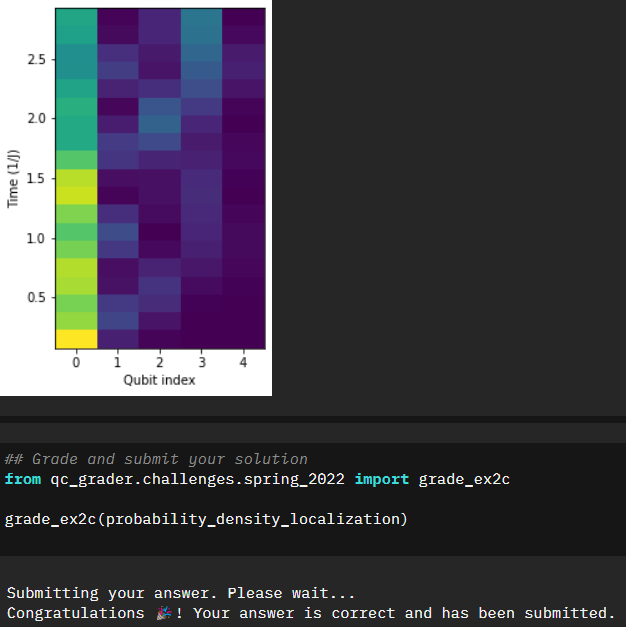 2.5
2.0
1.5
1.0
0.5
Time (1/J)
0 1 2 3 4
Qubit index
## Grade and submit your solution
from qc_grader.challenges.spring_2022 import grade_ex2c
grade_ex2c(probability_density_localization)
Submitting your answer. Please wait...
Congratulations 🎉! Your answer is correct and has been submitted.